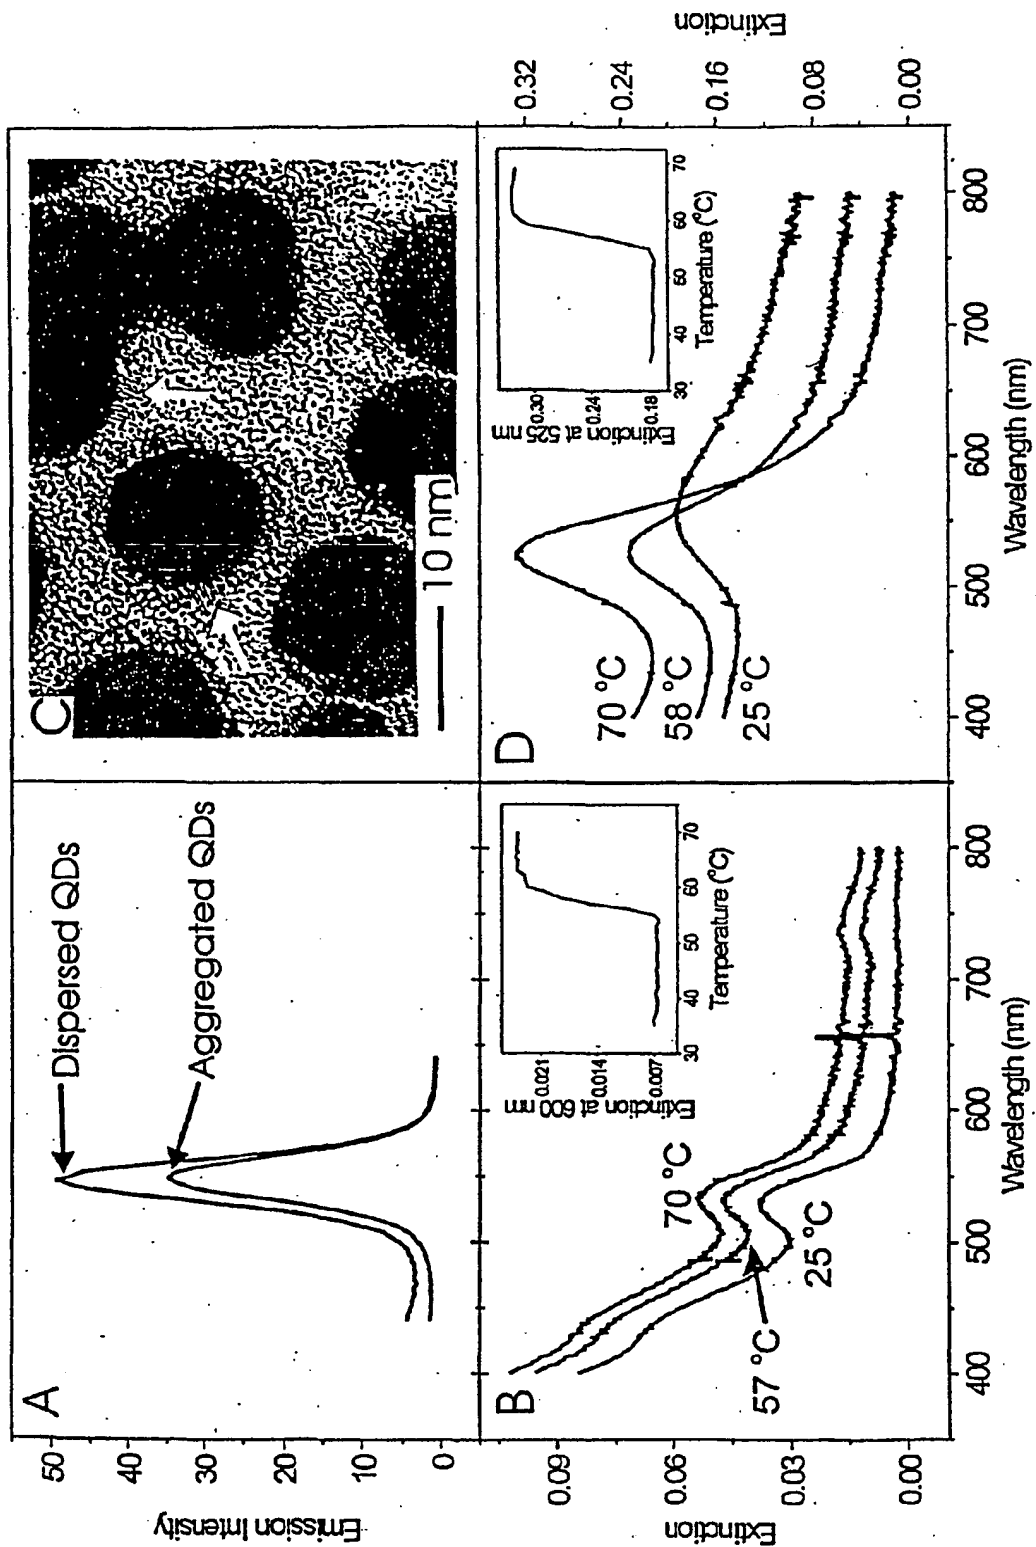 A
Dispersed QDs
Aggregated QDs
50
40
30
20
10
0
Emission Intensity
C
10 nm
B
70 °C
57 °C
25 °C
0.09
0.06
0.03
0.00
Extinction
400
500
600
700
800
Wavelength (nm)
Extinction at 600 nm
0.021
0.014
0.007
30
40
50
60
70
Temperature (°C)
D
70 °C
58 °C
25 °C
0.32
0.24
0.16
0.08
0.00
Extinction
400
500
600
700
800
Wavelength (nm)
Extinction at 525 nm
0.30
0.24
0.18
30
40
50
60
70
Temperature (°C)